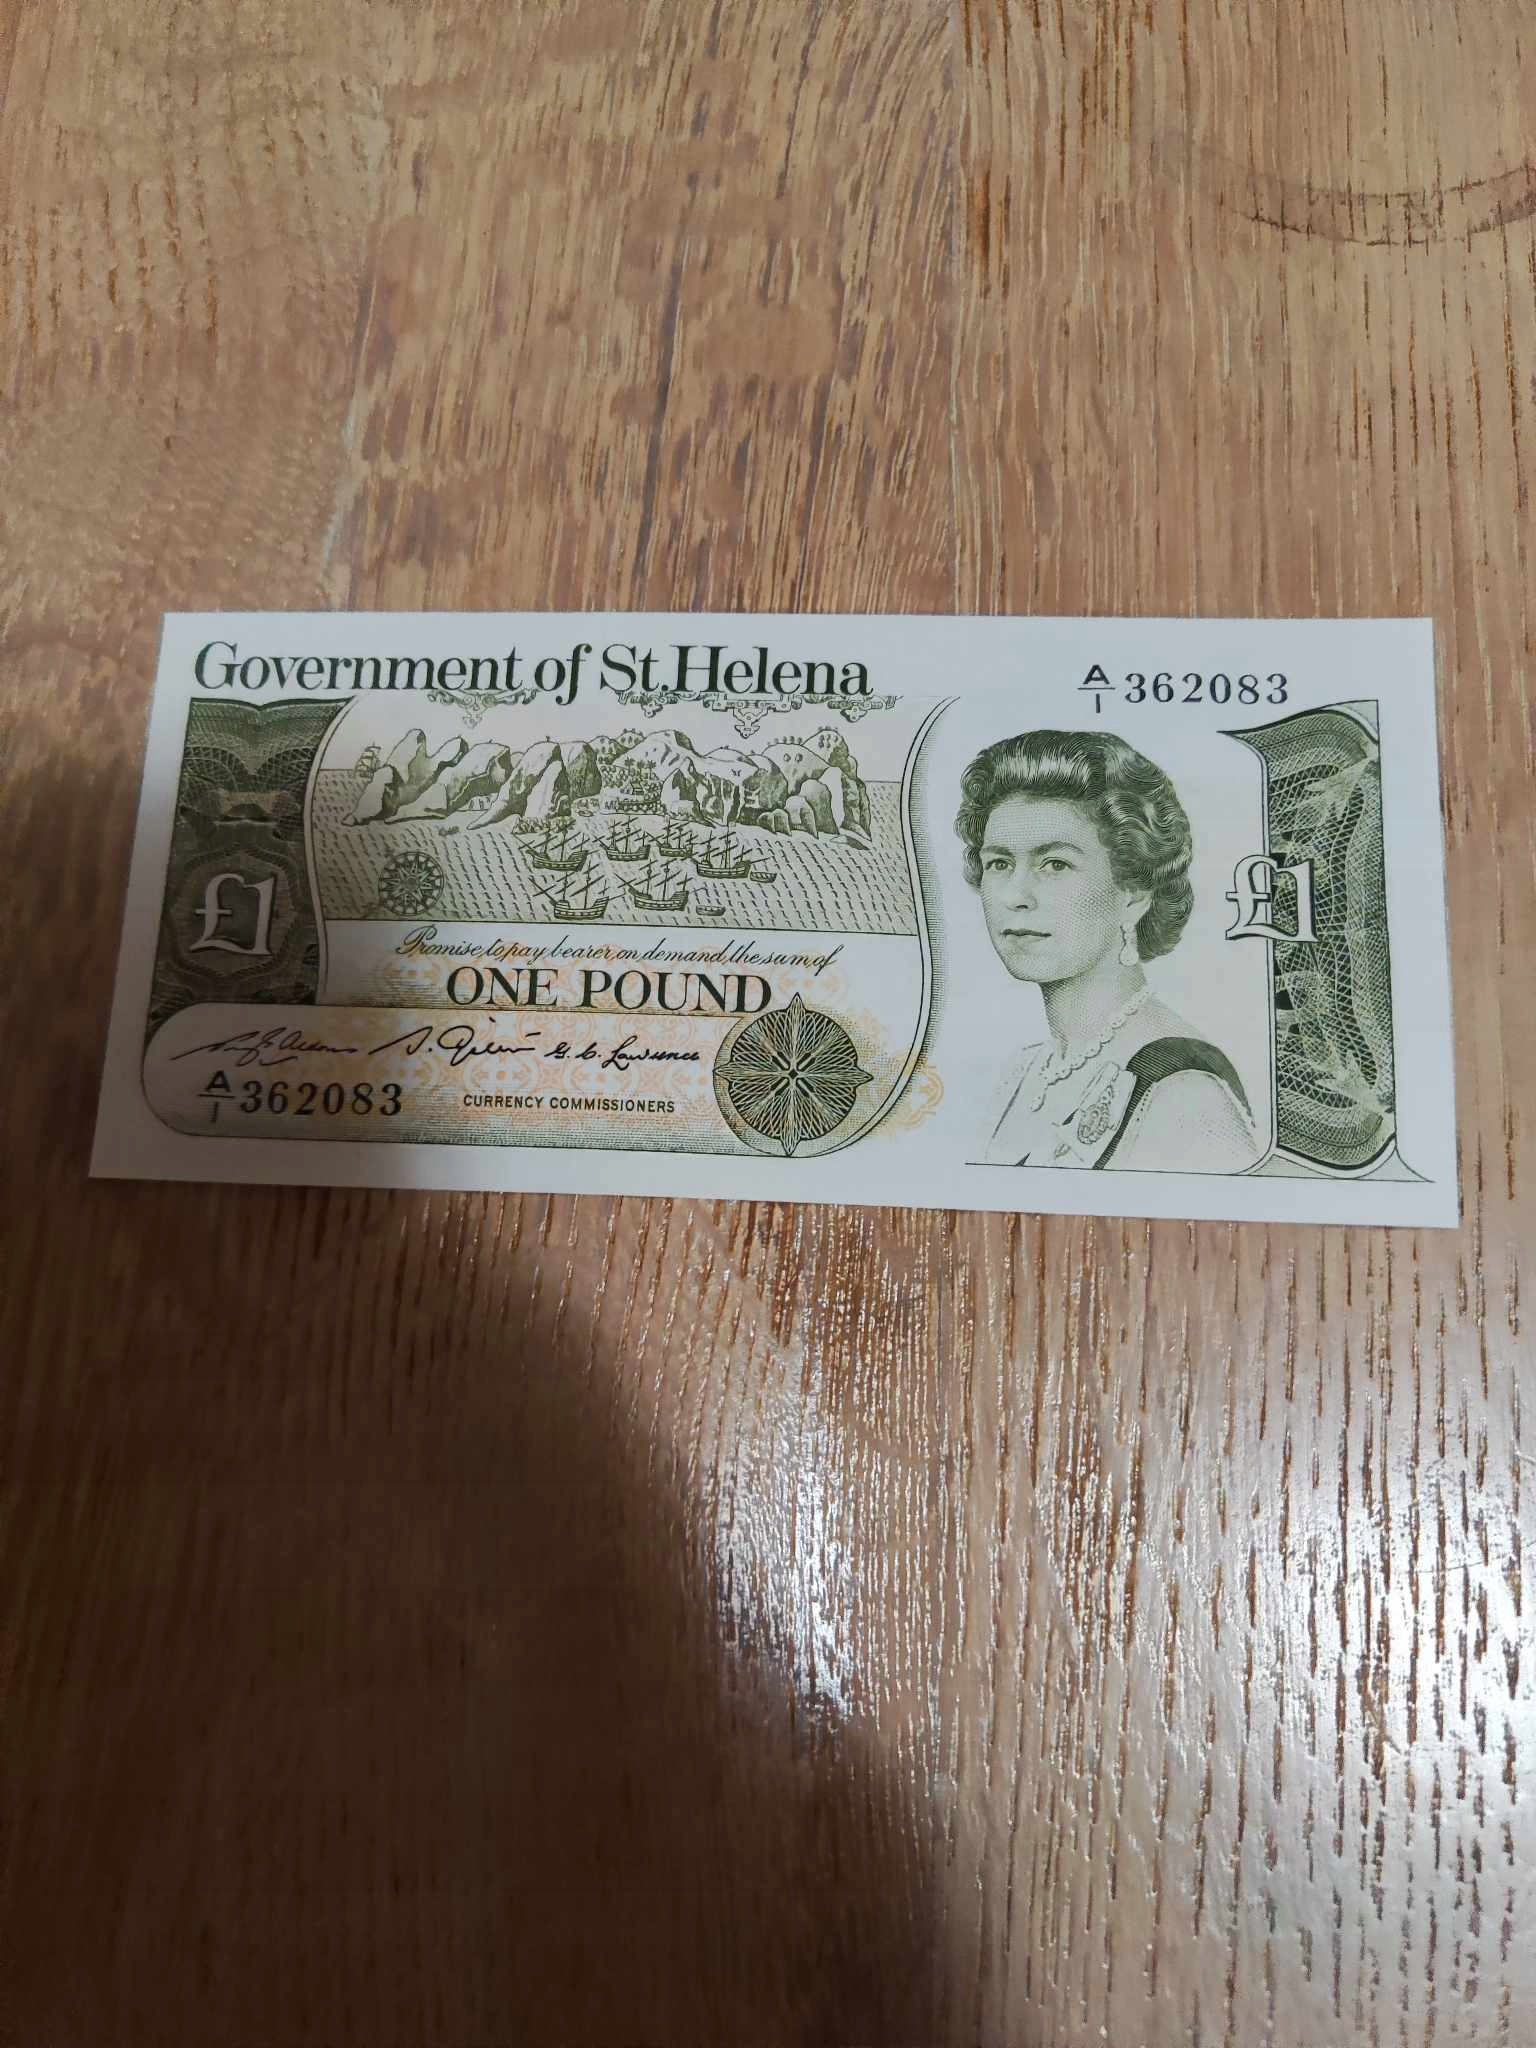 Government of St.Helena
A/1 362083
£1
£1
Promise to pay bearer on demand the sum of
ONE POUND
G. C. Lawrence
A/1 362083
CURRENCY COMMISSIONERS